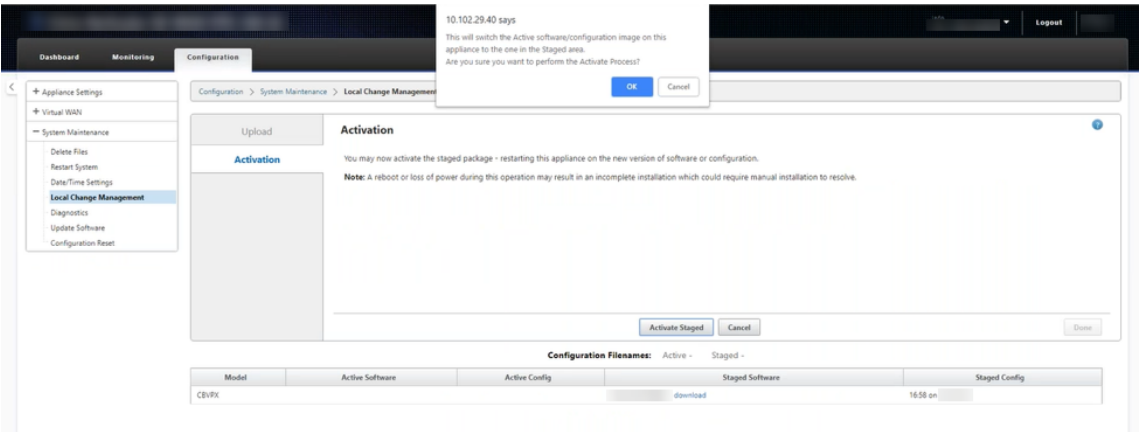 10.102.29.40 says
This will switch the Active software/configuration image on this
appliance to the one in the Staged area.
Are you sure you want to perform the Activate Process?
OK Cancel
Logout
Dashboard Monitoring Configuration
+ Appliance Settings
+ Virtual WAN
− System Maintenance
Delete Files
Restart System
Date/Time Settings
Local Change Management
Diagnostics
Update Software
Configuration Reset
Configuration > System Maintenance > Local Change Management
Upload
Activation
Activation
?
You may now activate the staged package - restarting this appliance on the new version of software or configuration.
Note: A reboot or loss of power during this operation may result in an incomplete installation which could require manual installation to resolve.
Activate Staged Cancel Done
Configuration Filenames: Active - Staged -
Model Active Software Active Config Staged Software Staged Config
CBVPX download 16:58 on